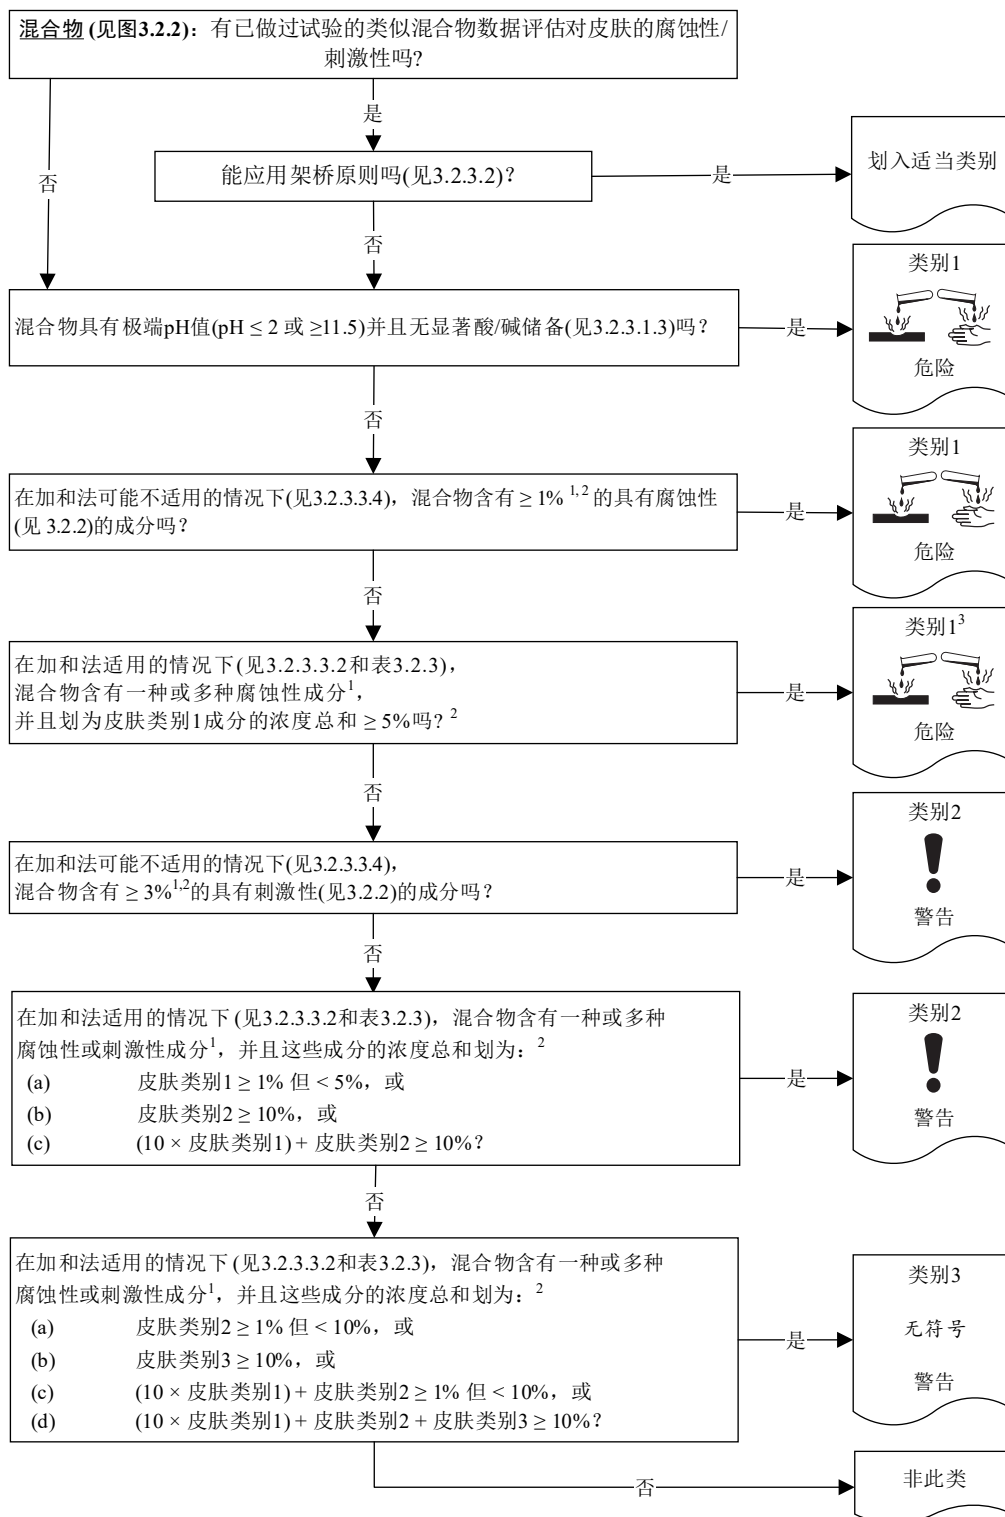 混合物 (见图3.2.2)：有已做过试验的类似混合物数据评估对皮肤的腐蚀性/
刺激性吗?
是
否
能应用架桥原则吗(见3.2.3.2)？
是
划入适当类别
否
混合物具有极端pH值(pH ≤ 2 或 ≥11.5)并且无显著酸/碱储备(见3.2.3.1.3)吗？
是
类别1
危险
否
在加和法可能不适用的情况下(见3.2.3.3.4)，混合物含有 ≥ 1% 1,2 的具有腐蚀性
(见 3.2.2)的成分吗？
是
类别1
危险
否
在加和法适用的情况下(见3.2.3.3.2和表3.2.3)，
混合物含有一种或多种腐蚀性成分1，
并且划为皮肤类别1成分的浓度总和 ≥ 5%吗? 2
是
类别13
危险
否
在加和法可能不适用的情况下(见3.2.3.3.4)，
混合物含有 ≥ 3%1,2的具有刺激性(见3.2.2)的成分吗？
是
类别2
警告
否
在加和法适用的情况下 (见3.2.3.3.2和表3.2.3)，混合物含有一种或多种
腐蚀性或刺激性成分1，并且这些成分的浓度总和划为：2
(a) 皮肤类别1 ≥ 1% 但 < 5%，或
(b) 皮肤类别2 ≥ 10%，或
(c) (10 × 皮肤类别1) + 皮肤类别2 ≥ 10%？
是
类别2
警告
否
在加和法适用的情况下 (见3.2.3.3.2和表3.2.3)，混合物含有一种或多种
腐蚀性或刺激性成分1，并且这些成分的浓度总和划为：2
(a) 皮肤类别2 ≥ 1% 但 < 10%，或
(b) 皮肤类别3 ≥ 10%，或
(c) (10 × 皮肤类别1) + 皮肤类别2 ≥ 1% 但 < 10%，或
(d) (10 × 皮肤类别1) + 皮肤类别2 + 皮肤类别3 ≥ 10%？
是
类别3
无符号
警告
否
非此类